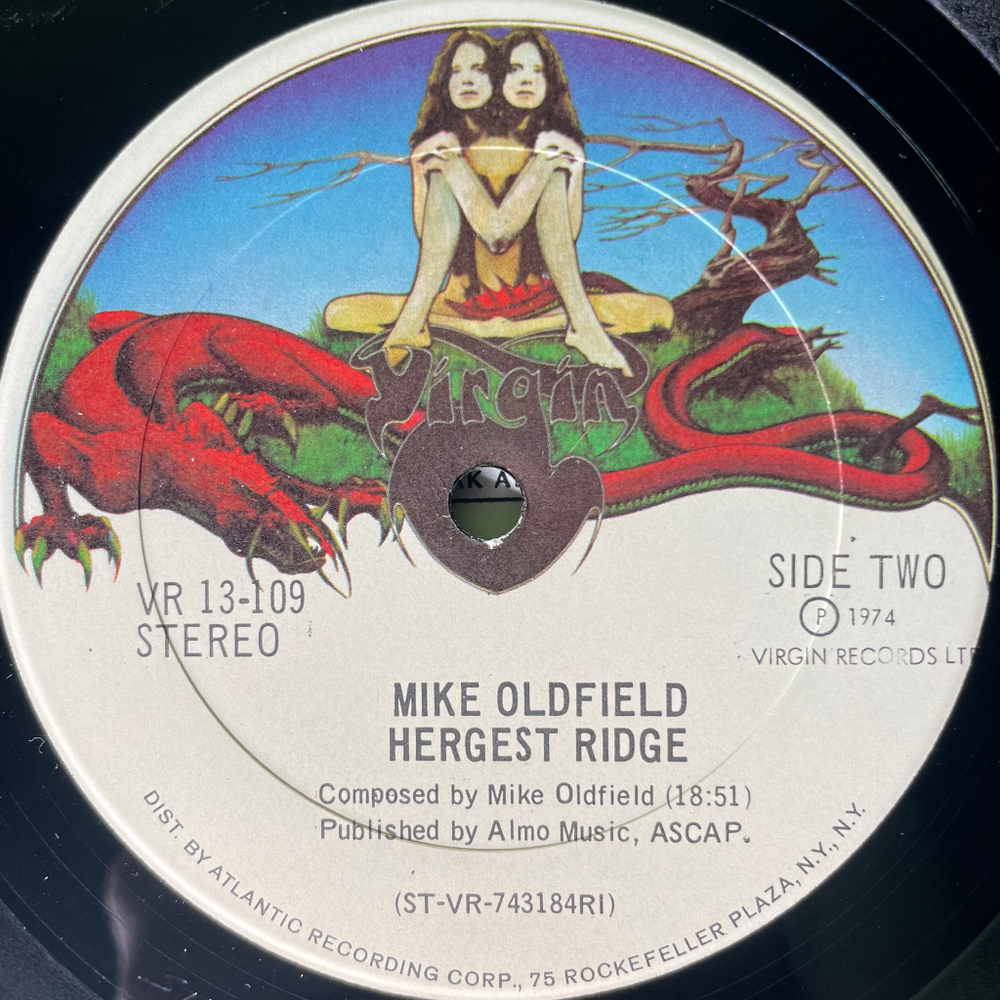 Virgin
K A
SIDE TWO
Ⓟ 1974
VIRGIN RECORDS LTD
VR 13-109
STEREO
MIKE OLDFIELD
HERGEST RIDGE
Composed by Mike Oldfield (18:51)
Published by Almo Music, ASCAP.
(ST-VR-743184RI)
DIST. BY ATLANTIC RECORDING CORP., 75 ROCKEFELLER PLAZA, N.Y., N.Y.